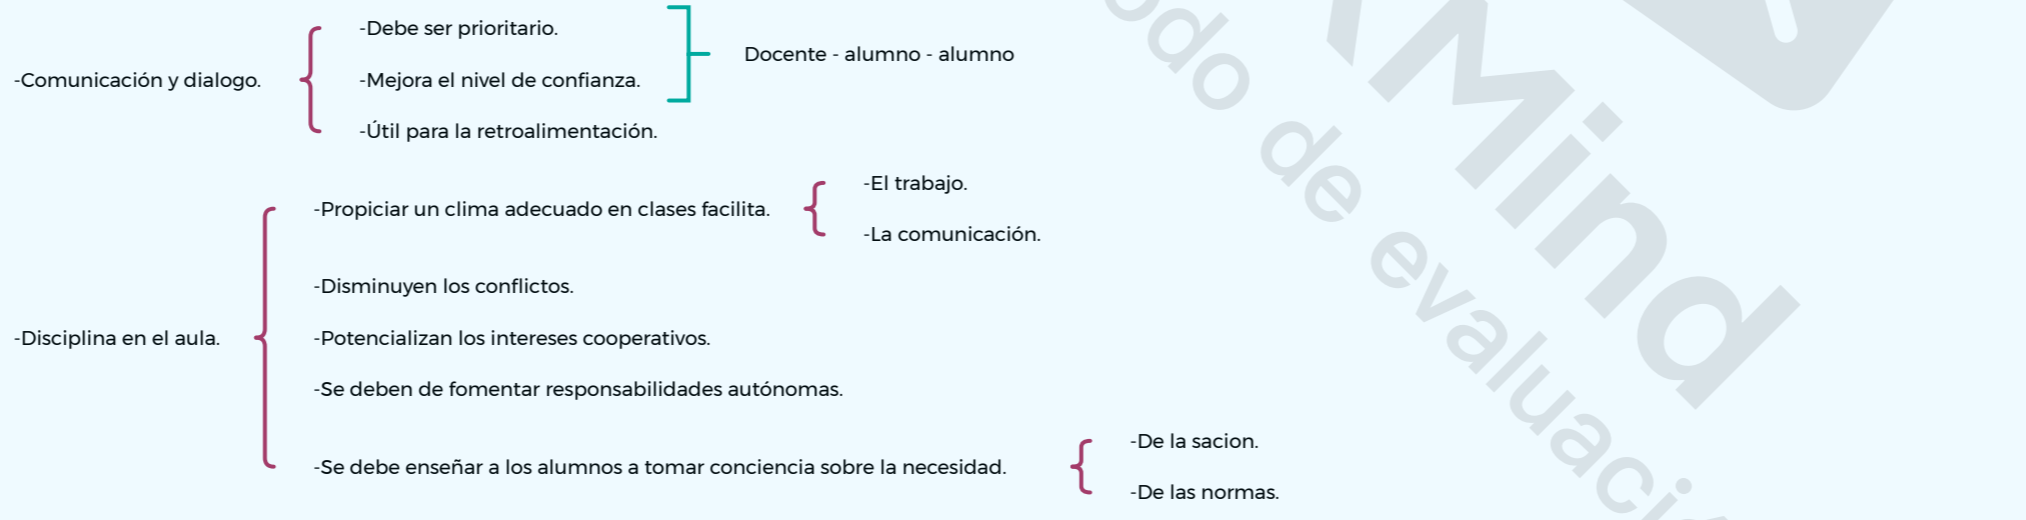 -Comunicación y dialogo.
-Debe ser prioritario.
-Mejora el nivel de confianza.
-Útil para la retroalimentación.
Docente - alumno - alumno
-Disciplina en el aula.
-Propiciar un clima adecuado en clases facilita.
-El trabajo.
-La comunicación.
-Disminuyen los conflictos.
-Potencializan los intereses cooperativos.
-Se deben de fomentar responsabilidades autónomas.
-Se debe enseñar a los alumnos a tomar conciencia sobre la necesidad.
-De la sacion.
-De las normas.
Mind
de